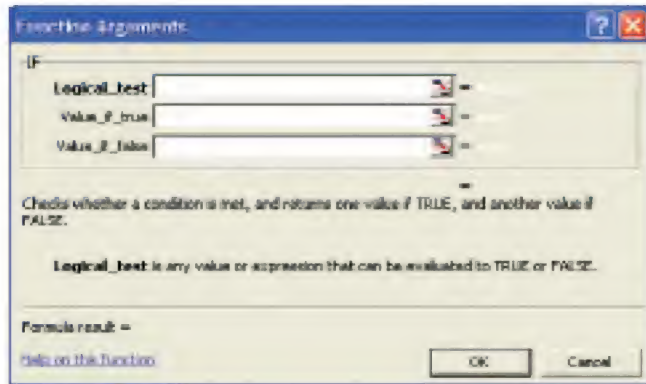 Function Arguments
IF
Logical_test =
Value_if_true =
Value_if_false =
=
Checks whether a condition is met, and returns one value if TRUE, and another value if
FALSE.
Logical_test is any value or expression that can be evaluated to TRUE or FALSE.
Formula result =
Help on this function
OK
Cancel